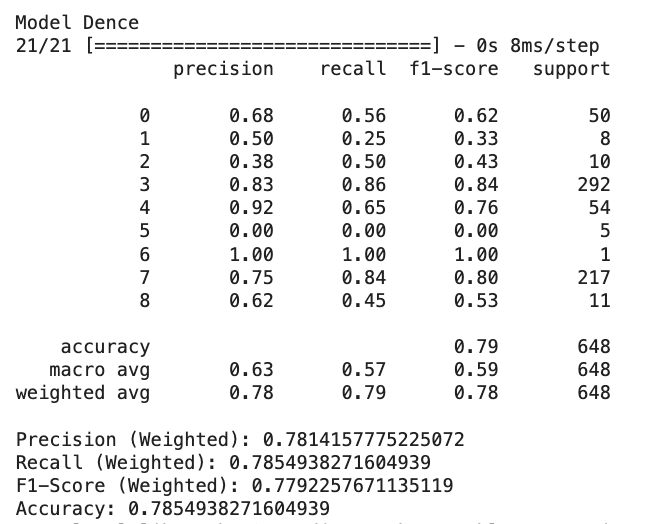 Model Dence
21/21 [==============================] - 0s 8ms/step
precision recall f1-score support
0 0.68 0.56 0.62 50
1 0.50 0.25 0.33 8
2 0.38 0.50 0.43 10
3 0.83 0.86 0.84 292
4 0.92 0.65 0.76 54
5 0.00 0.00 0.00 5
6 1.00 1.00 1.00 1
7 0.75 0.84 0.80 217
8 0.62 0.45 0.53 11
accuracy 0.79 648
macro avg 0.63 0.57 0.59 648
weighted avg 0.78 0.79 0.78 648
Precision (Weighted): 0.7814157775225072
Recall (Weighted): 0.7854938271604939
F1-Score (Weighted): 0.7792257671135119
Accuracy: 0.7854938271604939